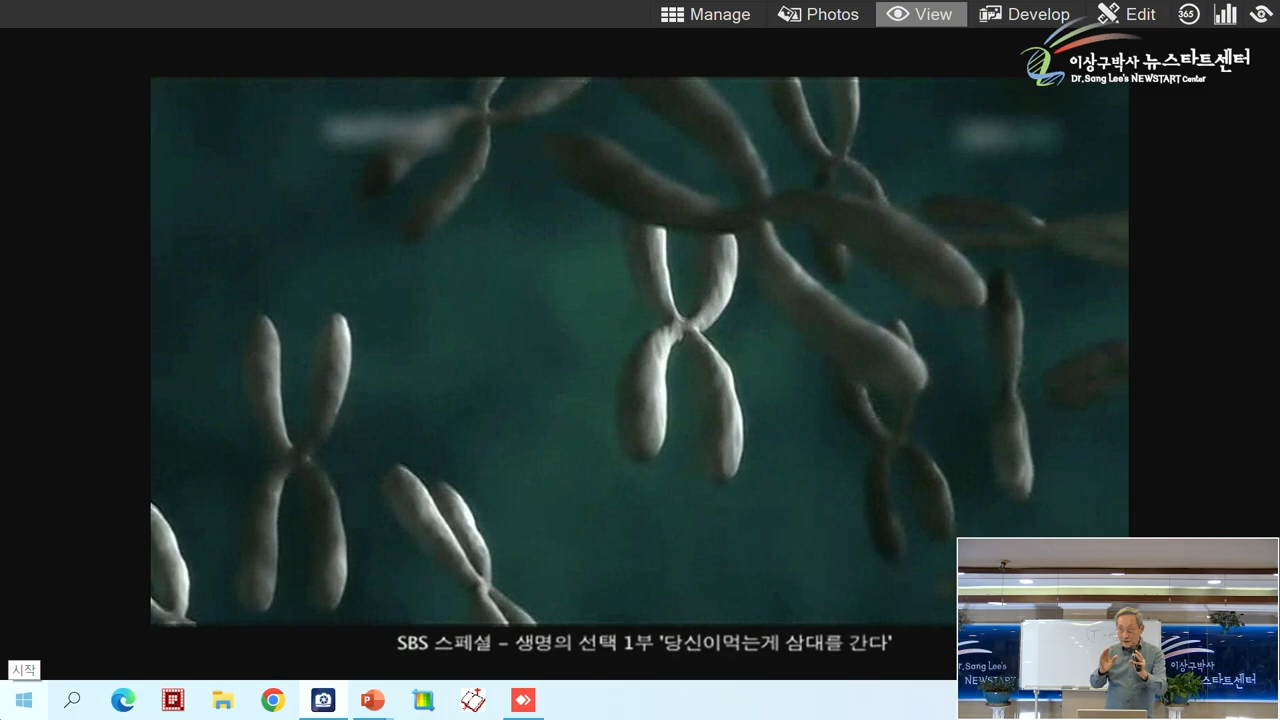 Manage
Photos
View
Develop
Edit
365
이상구박사 뉴스타트센터
Dr. Sang Lee's NEWSTART Center
SBS 스페셜 - 생명의 선택 1부 '당신이먹는게 삼대를 간다'
시작
r. Sang Lee's
NEWSTART
이상구박사
스타트센터